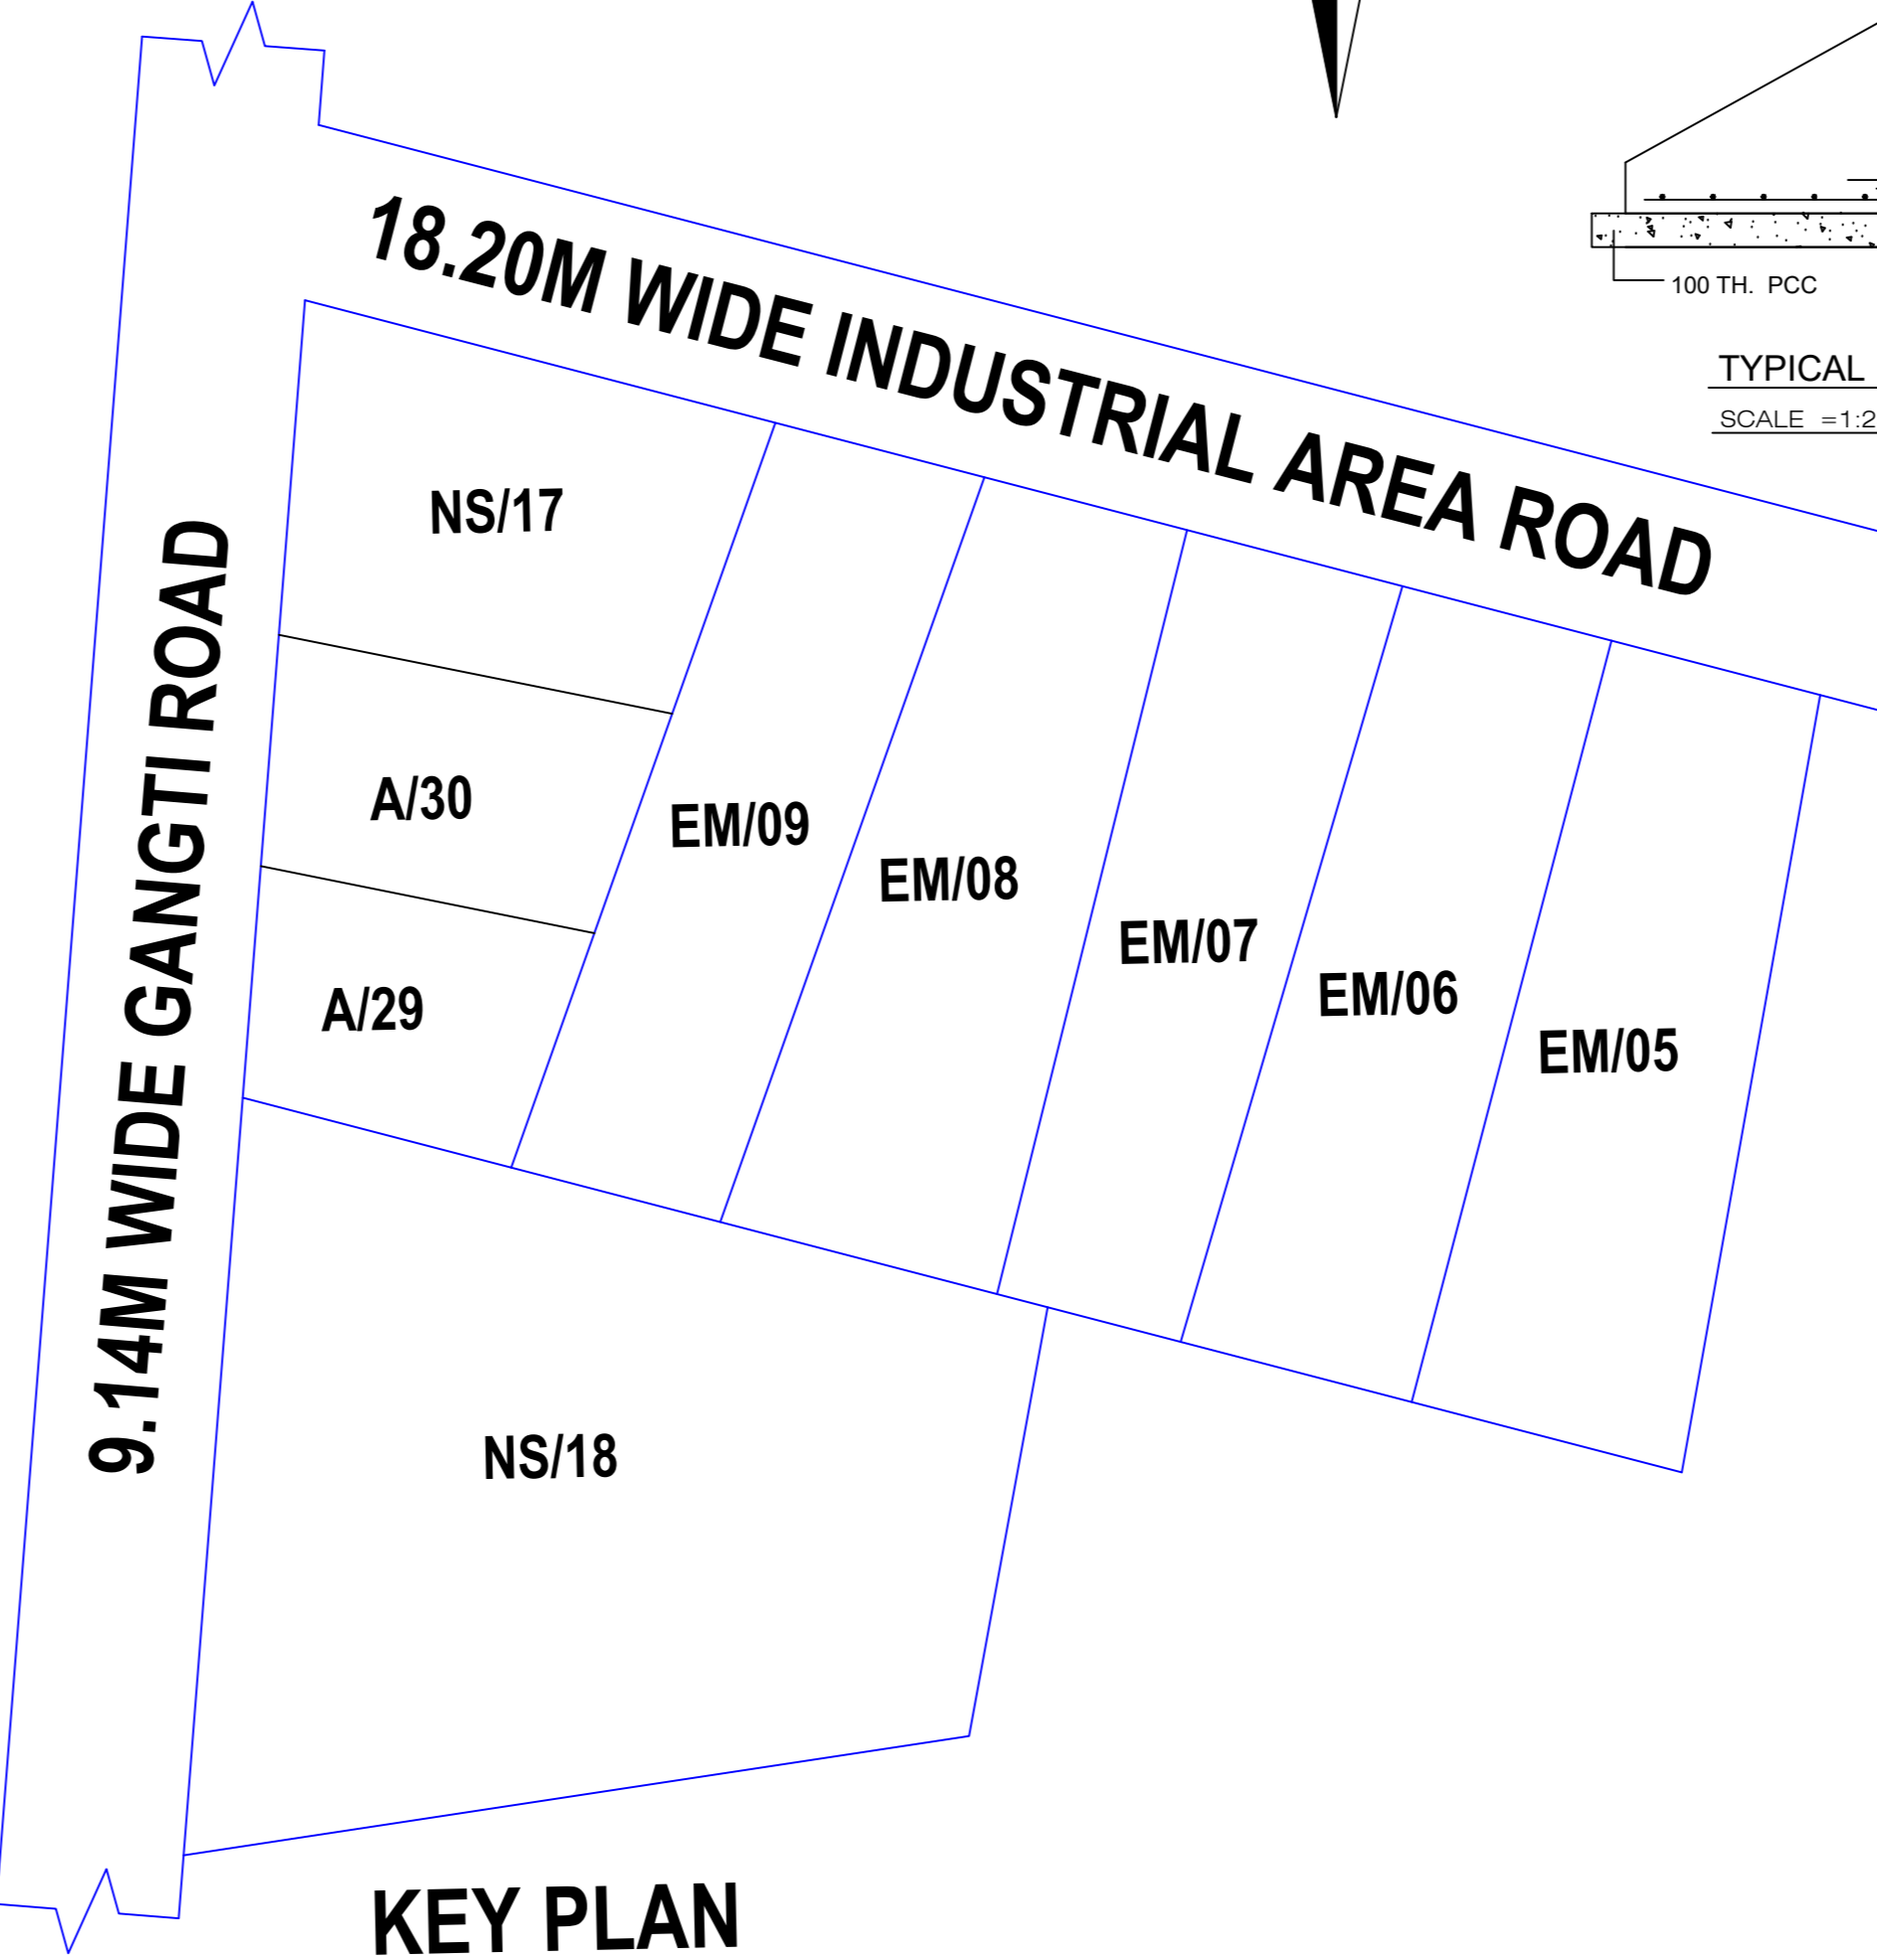 18.20M WIDE INDUSTRIAL AREA ROAD
100 TH. PCC
TYPICAL
SCALE =1:2
NS/17
A/30
EM/09
EM/08
EM/07
EM/06
EM/05
A/29
9.14M WIDE GANGTI ROAD
NS/18
KEY PLAN